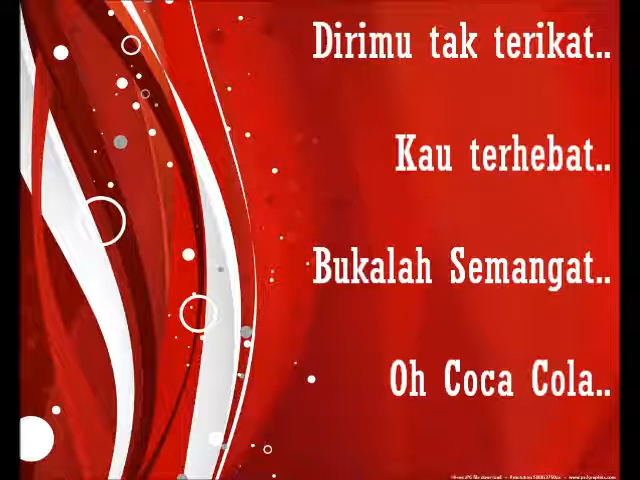 Dirimu tak terikat..
Kau terhebat..
Bukalah Semangat..
Oh Coca Cola..